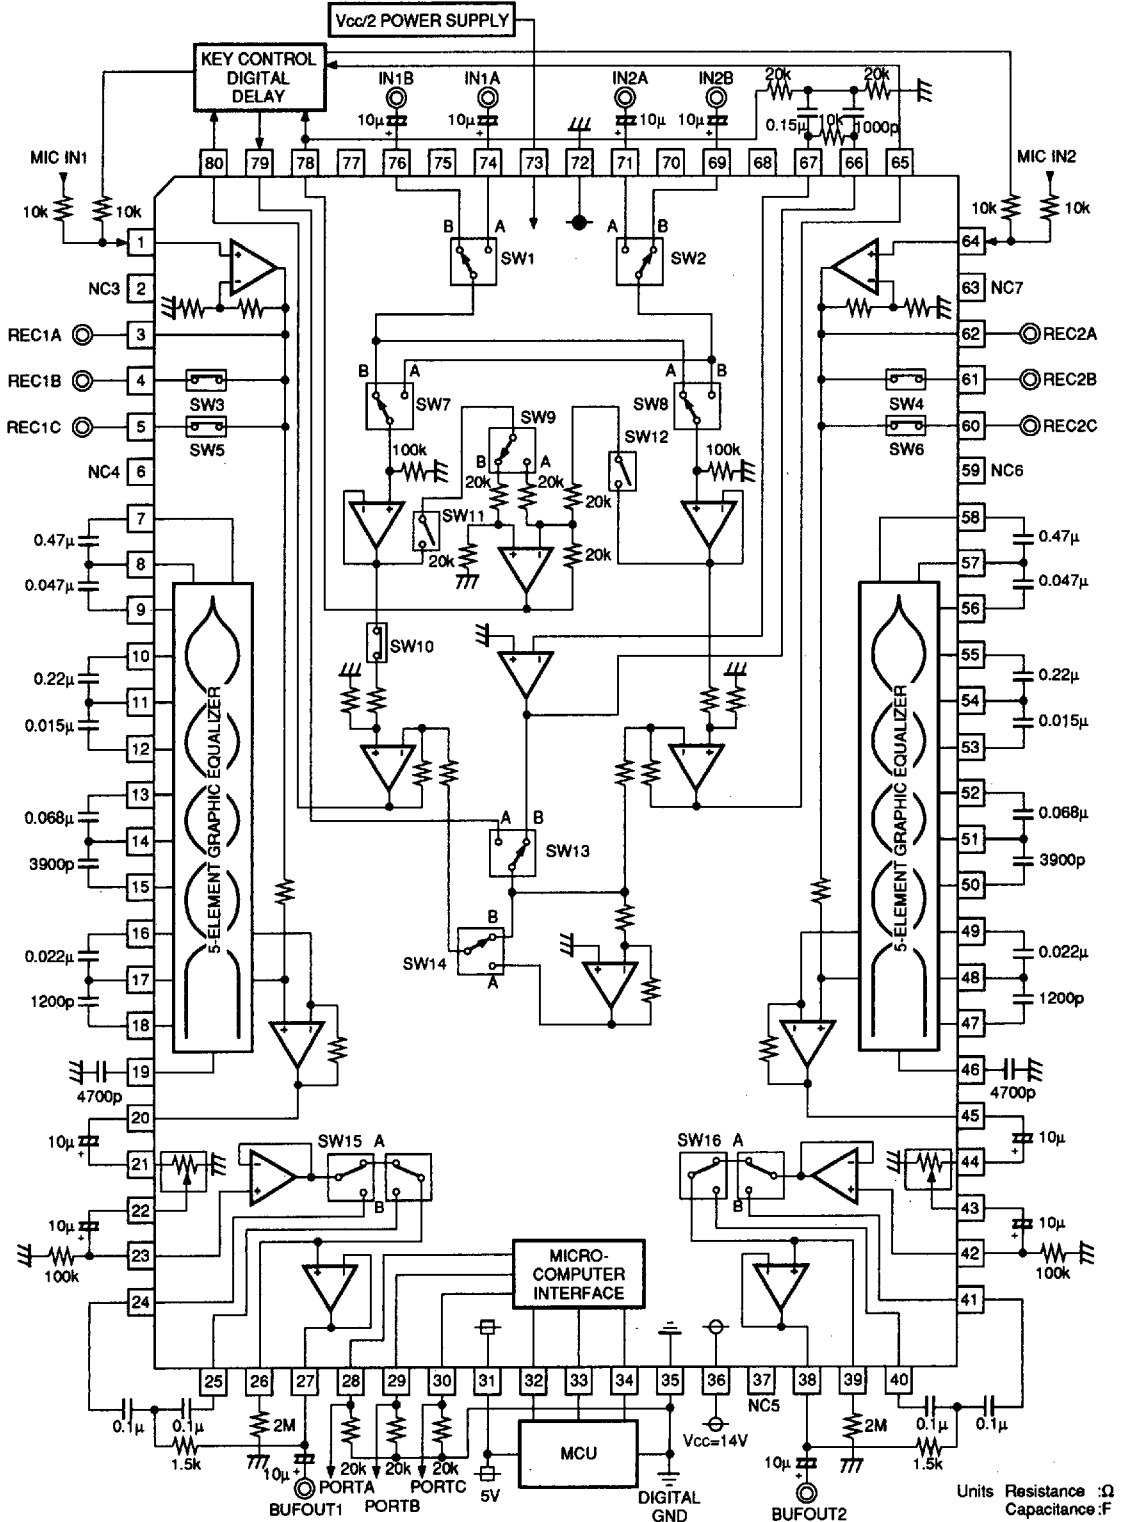 Vcc/2 POWER SUPPLY
KEY CONTROL
DIGITAL
DELAY
IN1B
IN1A
IN2A
IN2B
20k
20k
10μ
+
10μ
+
10μ
+
10μ
+
0.15μ
10k
1000p
MIC IN1
80
79
78
77
76
75
74
73
72
71
70
69
68
67
66
65
MIC IN2
10k
10k
10k
10k
B
A
SW1
A
B
SW2
1
64
NC3
2
63
NC7
REC1A
3
62
REC2A
REC1B
4
SW3
SW4
61
REC2B
REC1C
5
SW5
SW6
60
REC2C
NC4
6
59
NC6
B
A
SW7
A
B
SW8
SW9
SW12
B
A
100k
100k
20k
20k
20k
SW11
20k
20k
SW10
7
58
0.47μ
0.47μ
8
57
0.047μ
0.047μ
9
56
10
55
0.22μ
0.22μ
11
54
0.015μ
0.015μ
12
53
13
52
0.068μ
0.068μ
14
51
3900p
3900p
15
50
16
49
0.022μ
0.022μ
17
48
1200p
1200p
18
47
5-ELEMENT GRAPHIC EQUALIZER
5-ELEMENT GRAPHIC EQUALIZER
A
B
SW13
B
SW14
A
19
46
4700p
4700p
20
45
10μ
+
10μ
+
21
44
SW15
A
B
SW16
A
B
22
43
10μ
+
10μ
+
23
42
100k
100k
24
41
MICRO-
COMPUTER
INTERFACE
25
26
27
28
29
30
31
32
33
34
35
36
37
38
39
40
NC5
0.1μ
0.1μ
2M
1.5k
10μ
+
20k
20k
20k
PORTA
PORTB
PORTC
MCU
Vcc=14V
5V
DIGITAL
GND
0.1μ
0.1μ
2M
1.5k
10μ
+
BUFOUT1
BUFOUT2
Units Resistance :Ω
Capacitance :F